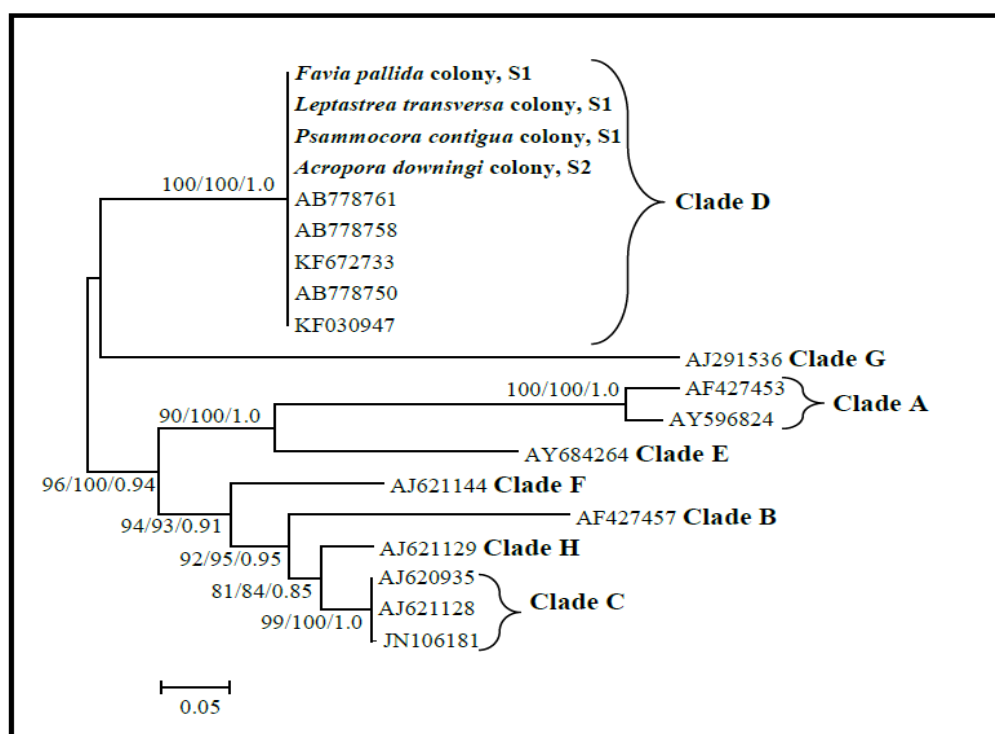 Favia pallida colony, S1
Leptastrea transversa colony, S1
Psammocora contigua colony, S1
Acropora downingi colony, S2
100/100/1.0
AB778761
Clade D
AB778758
KF672733
AB778750
KF030947
AJ291536 Clade G
100/100/1.0
AF427453
Clade A
90/100/1.0
AY596824
AY684264 Clade E
96/100/0.94
AJ621144 Clade F
94/93/0.91
AF427457 Clade B
92/95/0.95
AJ621129 Clade H
81/84/0.85
AJ620935
Clade C
99/100/1.0
AJ621128
JN106181
0.05